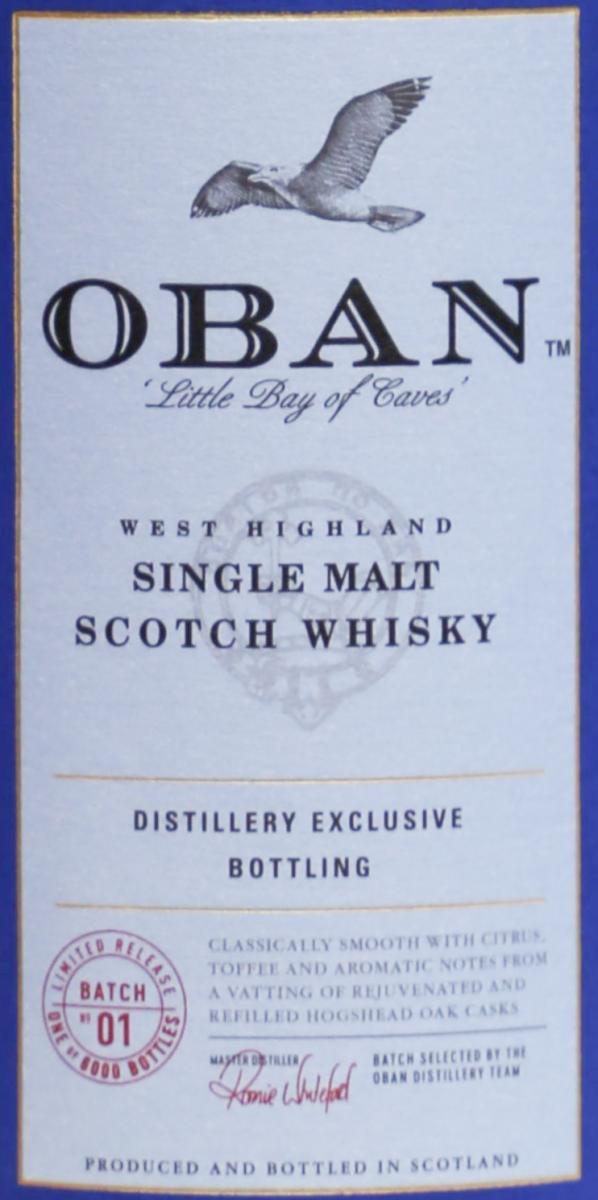 OBAN TM
'Little Bay of Caves'
WEST HIGHLAND
SINGLE MALT
SCOTCH WHISKY
DISTILLERY EXCLUSIVE
BOTTLING
LIMITED RELEASE
BATCH
Nº 01
ONE OF 6000 BOTTLES
CLASSICALLY SMOOTH WITH CITRUS,
TOFFEE AND AROMATIC NOTES FROM
A VATTING OF REJUVENATED AND
REFILLED HOGSHEAD OAK CASKS
MASTER DISTILLER
BATCH SELECTED BY THE
OBAN DISTILLERY TEAM
PRODUCED AND BOTTLED IN SCOTLAND